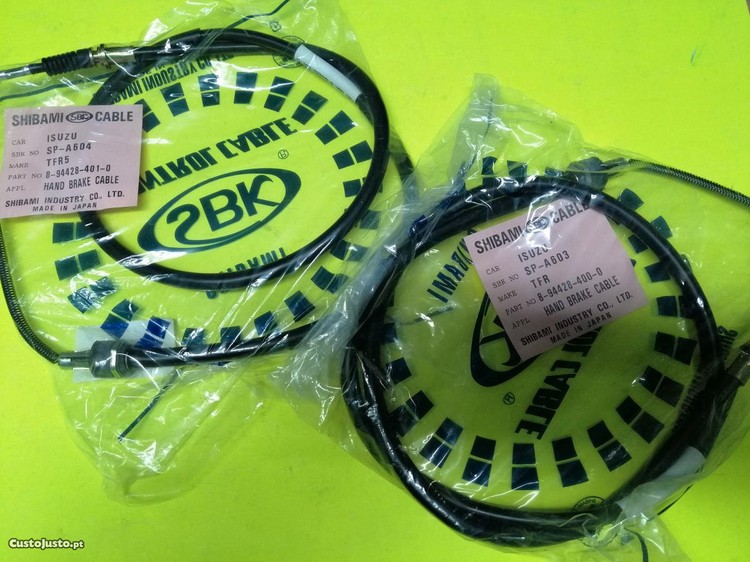 SHIBAMI SBK CABLE
CAR ISUZU
SBK NO SP-A604
MAKE TFR5
PART NO 8-94428-401-0
APPL HAND BRAKE CABLE
SHIBAMI INDUSTRY CO., LTD.
MADE IN JAPAN
CONTROL CABLE
SBK
®
SHIBAMI SBK CABLE
CAR ISUZU
SBK NO SP-A603
MAKE TFR
PART NO 8-94428-400-0
APPL HAND BRAKE CABLE
SHIBAMI INDUSTRY CO., LTD.
MADE IN JAPAN
CABLE
®
CustoJusto.pt